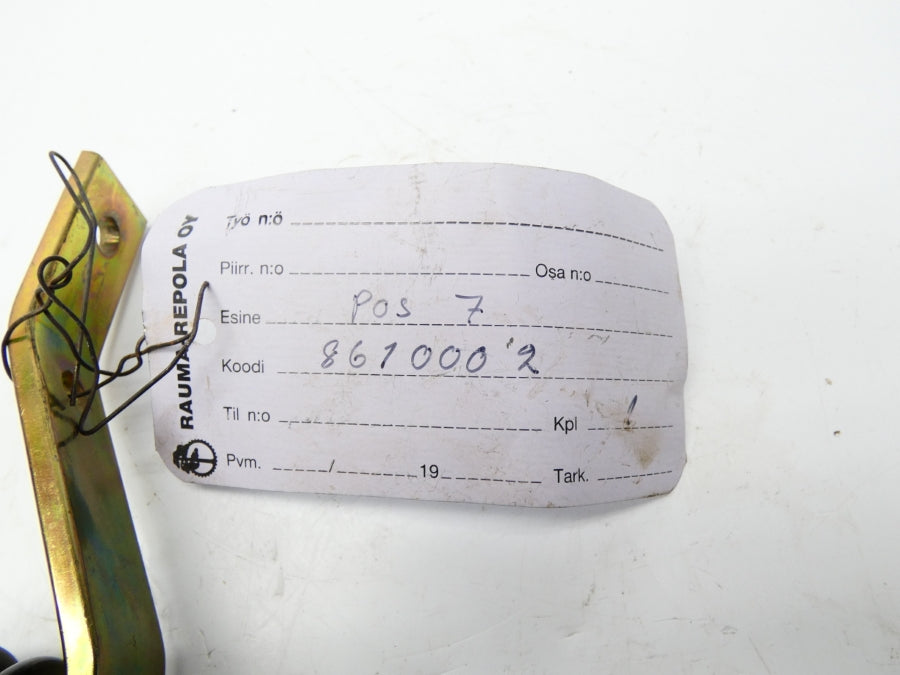 RAUMA-REPOLA OY
Työ n:o
Piirr. n:o Osa n:o
Esine POS 7
Koodi 8610002
Til n:o Kpl 1
Pvm. / 19 Tark.